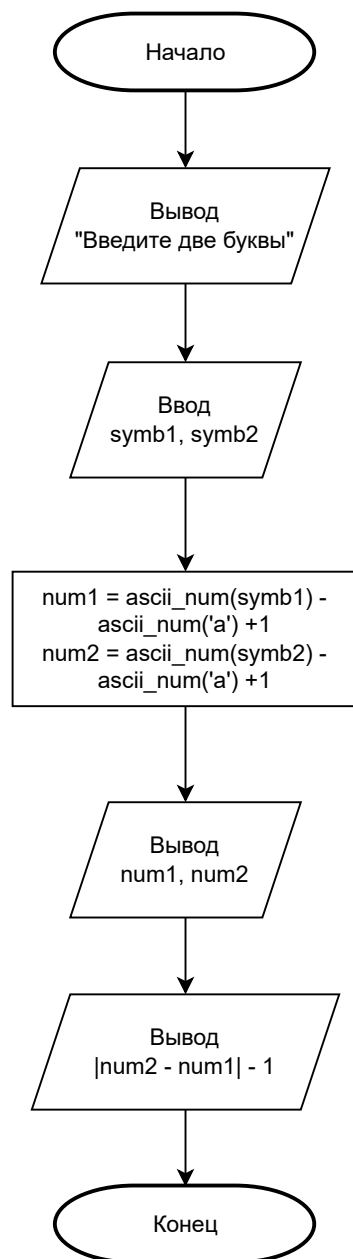 Начало
Вывод
"Введите две буквы"
Ввод
symb1, symb2
num1 = ascii_num(symb1) -
ascii_num('a') +1
num2 = ascii_num(symb2) -
ascii_num('a') +1
Вывод
num1, num2
Вывод
|num2 - num1| - 1
Конец